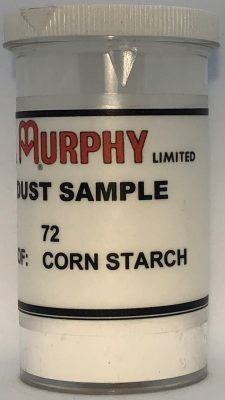 MURPHY LIMITED
DUST SAMPLE
72
OF: CORN STARCH